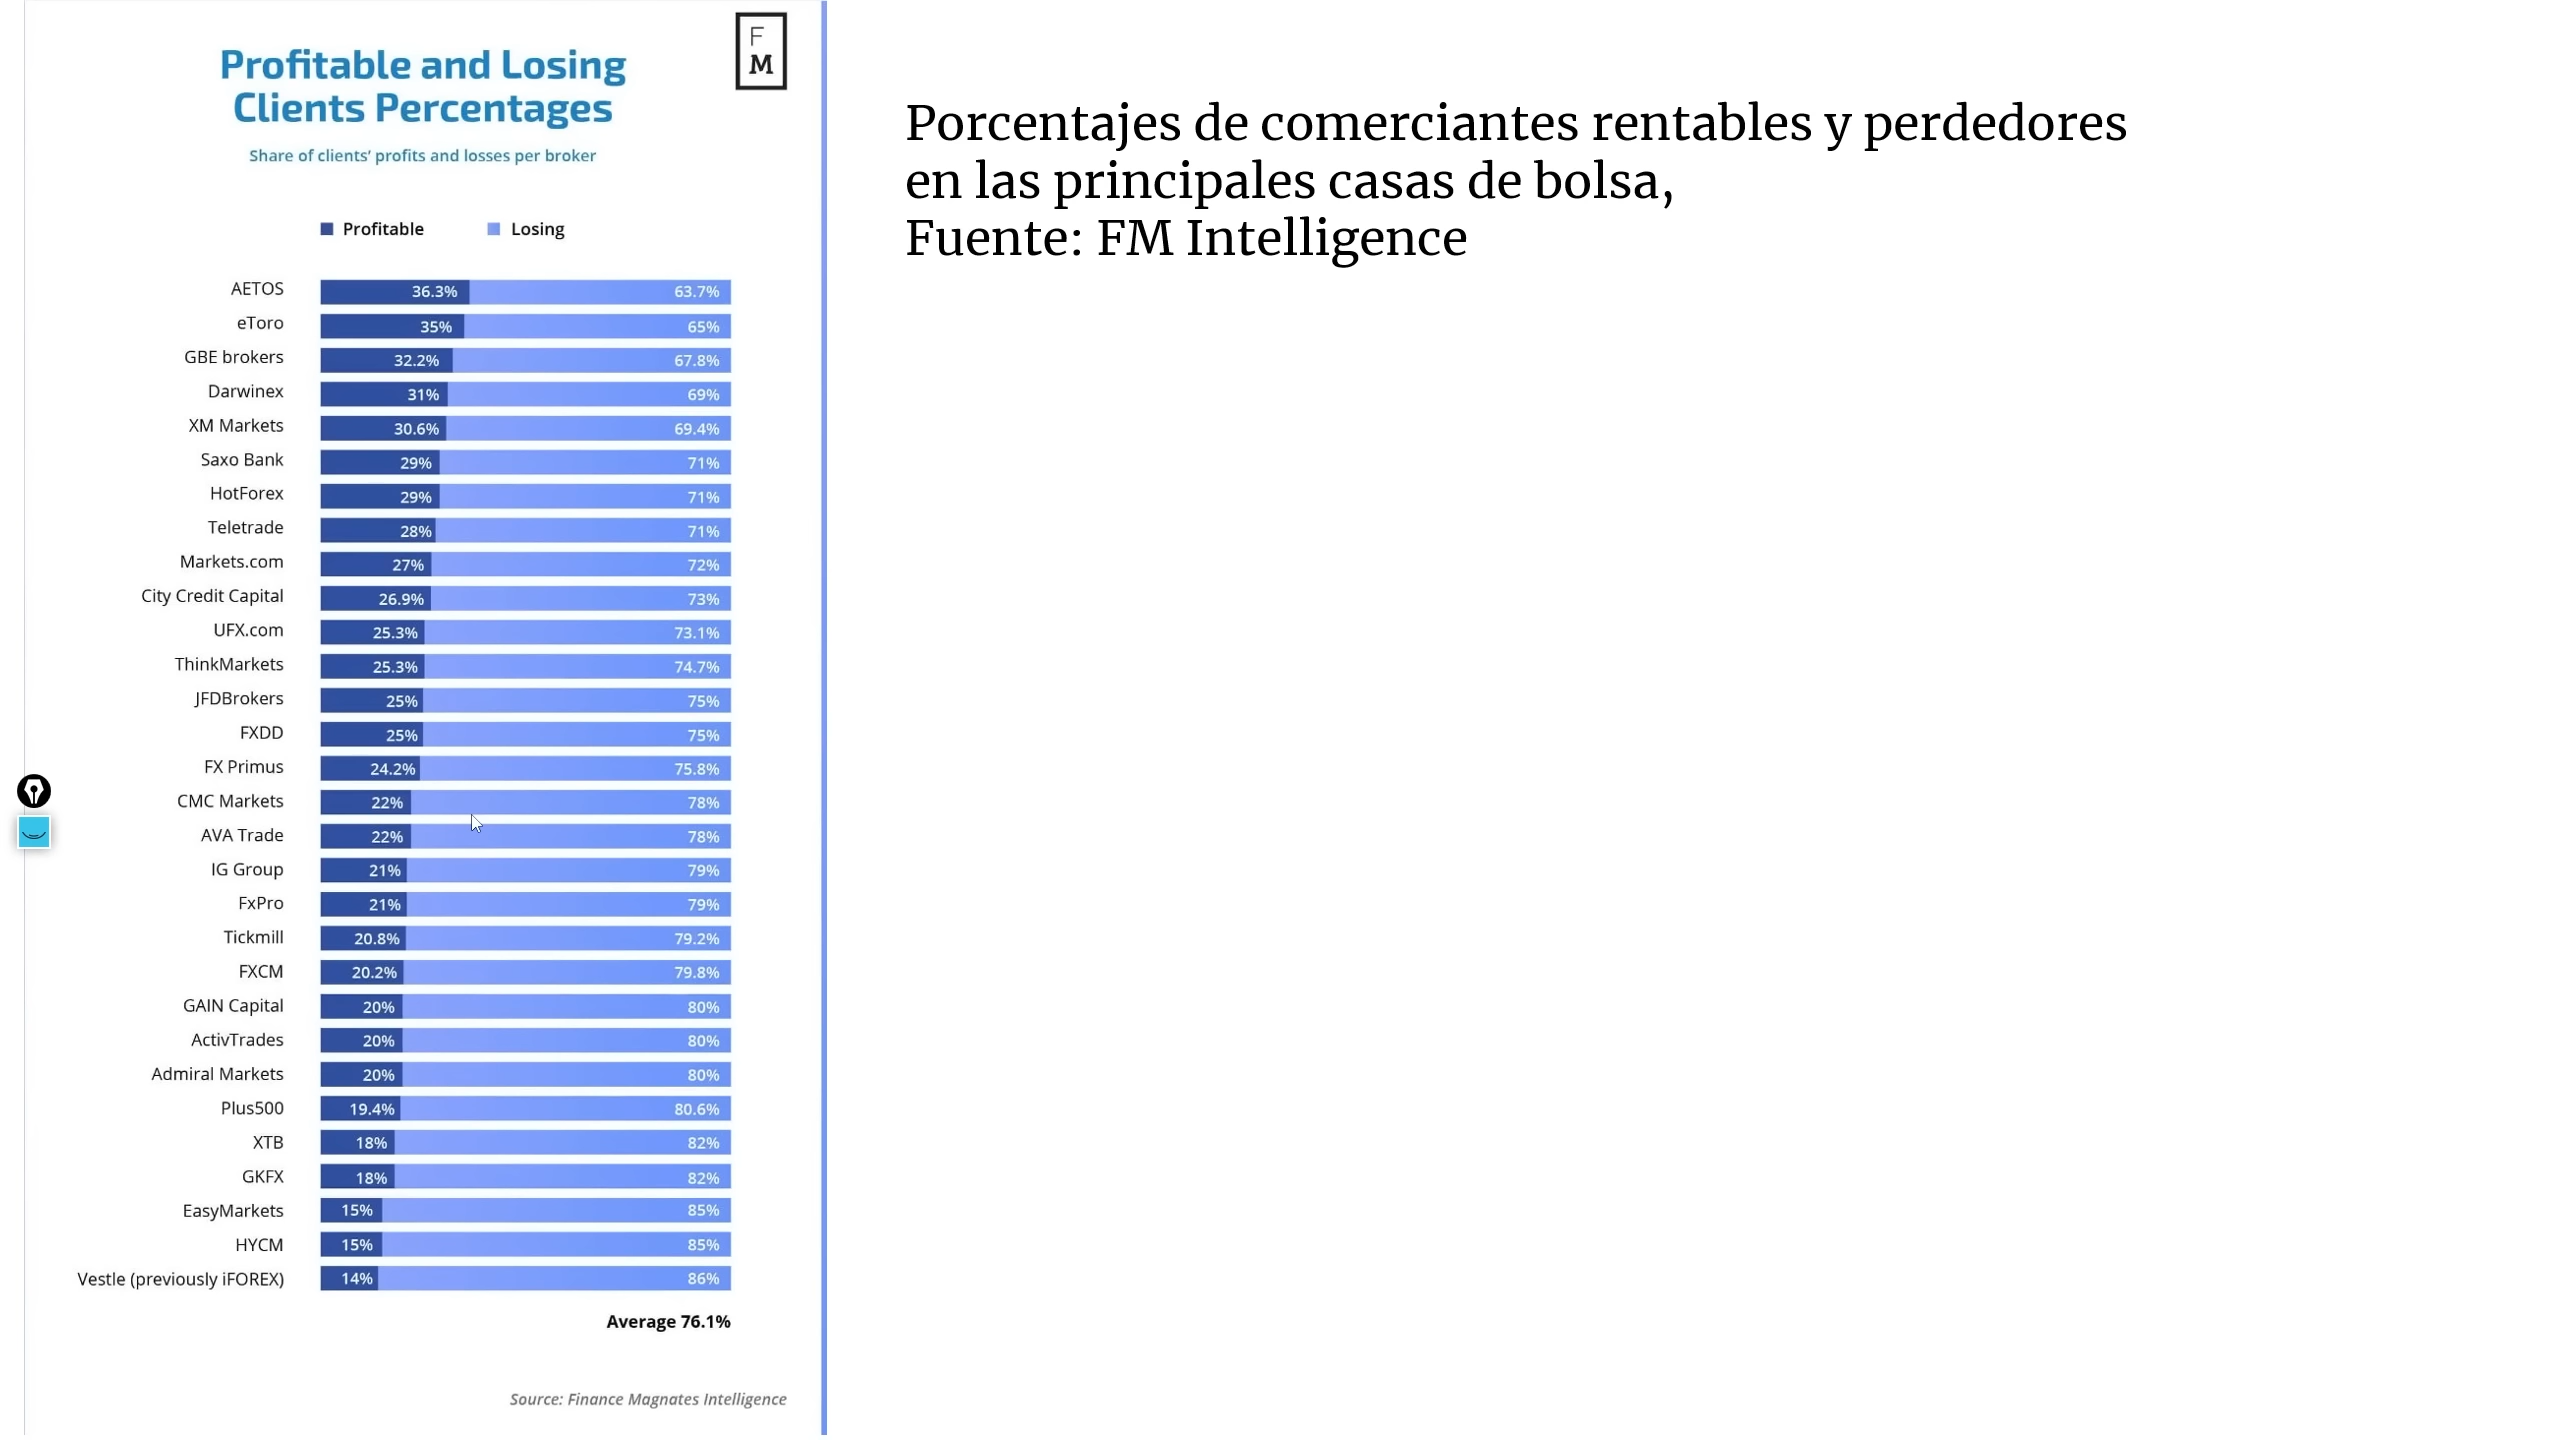 F
M
Profitable and Losing
Clients Percentages
Share of clients' profits and losses per broker
Profitable Losing
AETOS 36.3% 63.7%
eToro 35% 65%
GBE brokers 32.2% 67.8%
Darwinex 31% 69%
XM Markets 30.6% 69.4%
Saxo Bank 29% 71%
HotForex 29% 71%
Teletrade 28% 71%
Markets.com 27% 72%
City Credit Capital 26.9% 73%
UFX.com 25.3% 73.1%
ThinkMarkets 25.3% 74.7%
JFDBrokers 25% 75%
FXDD 25% 75%
FX Primus 24.2% 75.8%
CMC Markets 22% 78%
AVA Trade 22% 78%
IG Group 21% 79%
FxPro 21% 79%
Tickmill 20.8% 79.2%
FXCM 20.2% 79.8%
GAIN Capital 20% 80%
ActivTrades 20% 80%
Admiral Markets 20% 80%
Plus500 19.4% 80.6%
XTB 18% 82%
GKFX 18% 82%
EasyMarkets 15% 85%
HYCM 15% 85%
Vestle (previously iFOREX) 14% 86%
Average 76.1%
Source: Finance Magnates Intelligence
Porcentajes de comerciantes rentables y perdedores
en las principales casas de bolsa,
Fuente: FM Intelligence